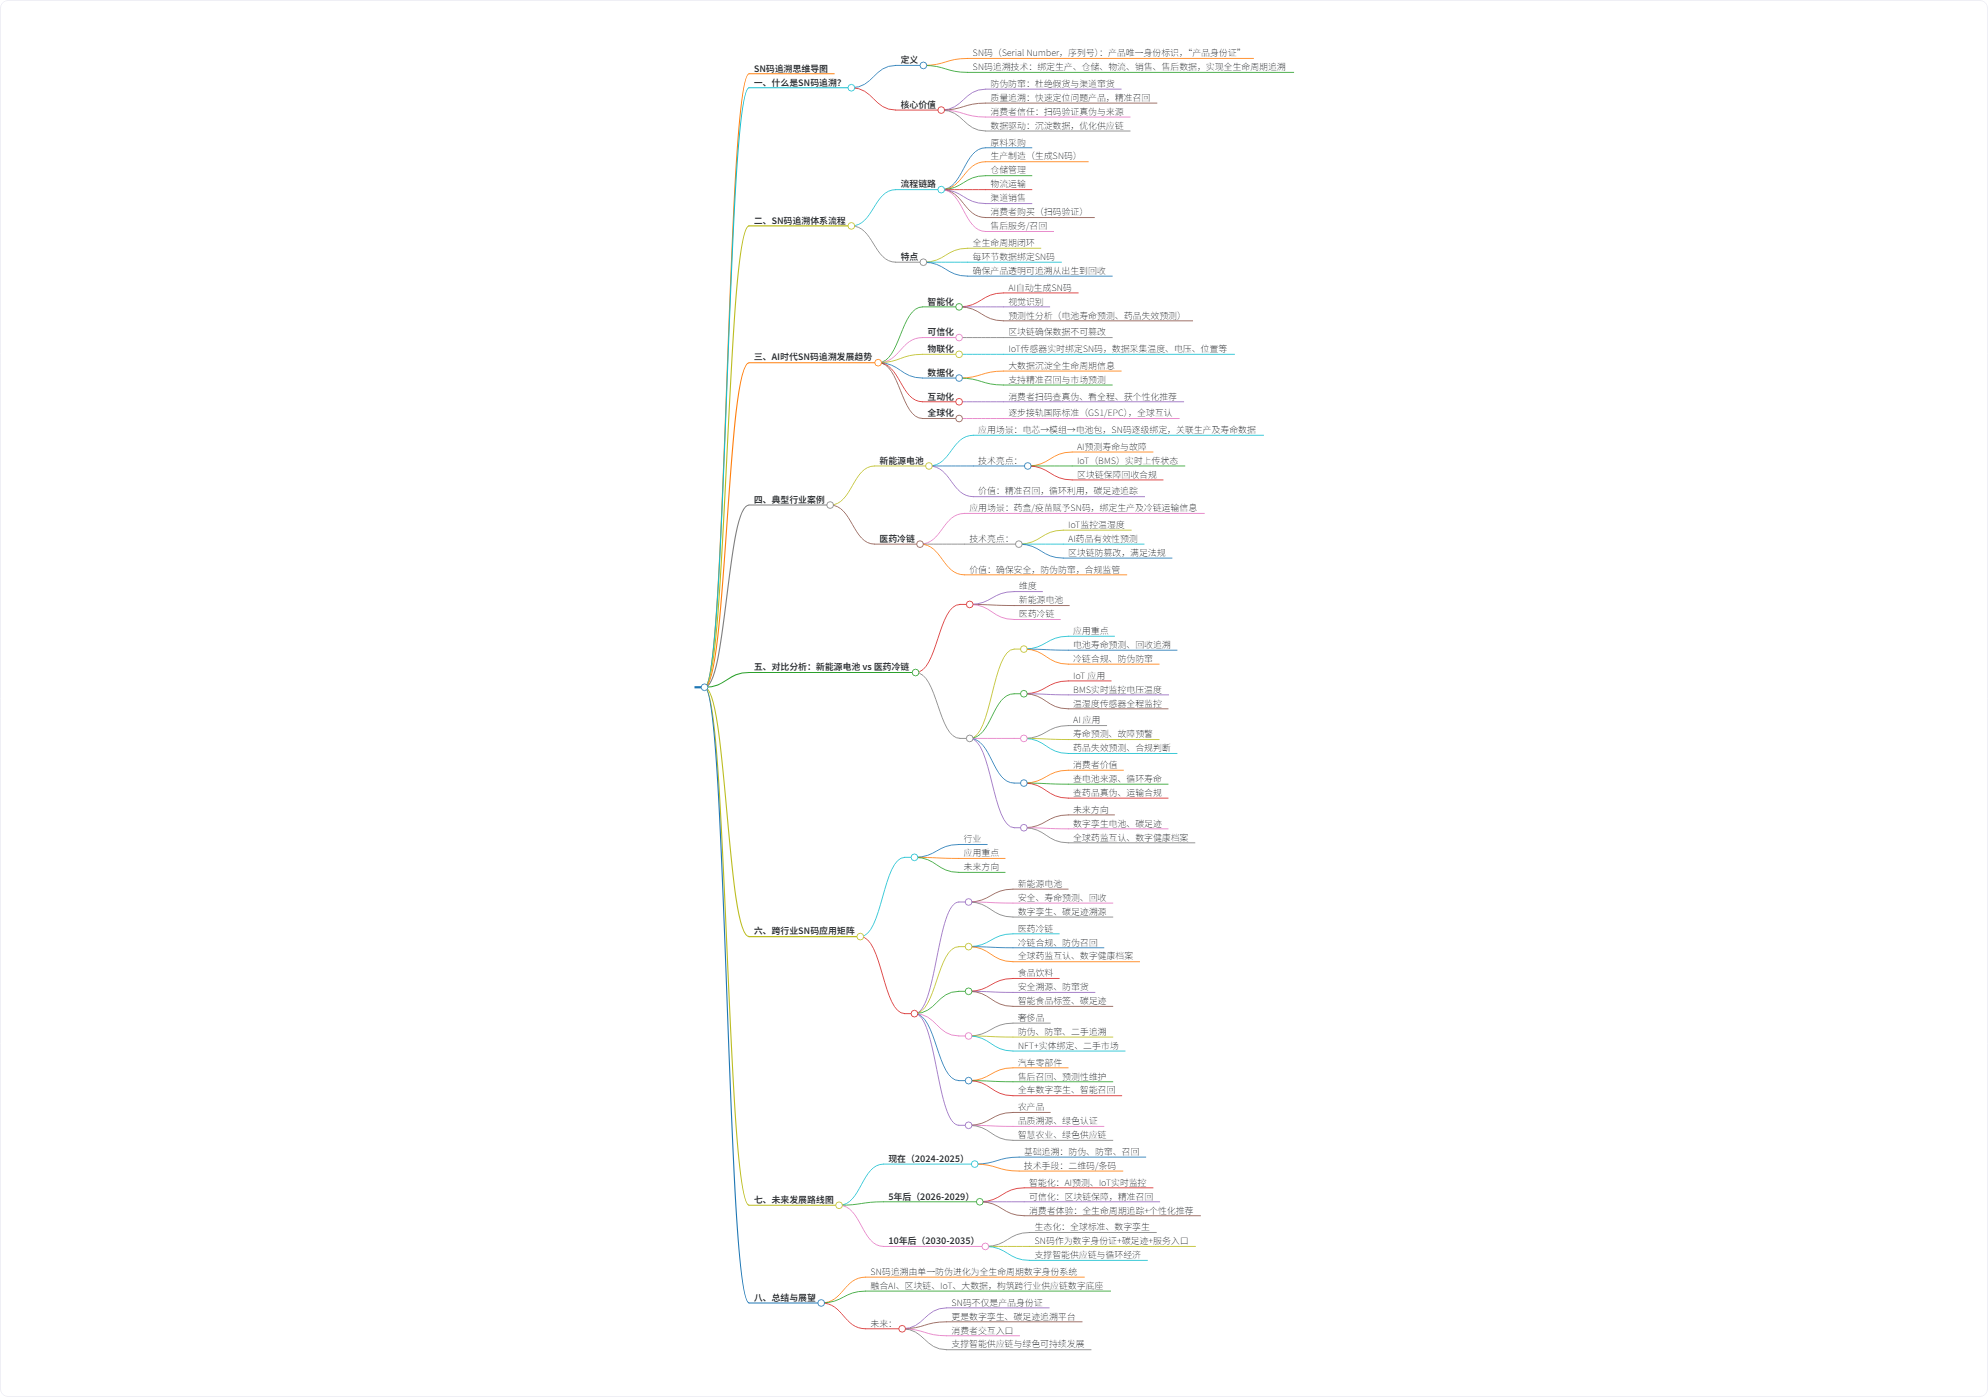 SN码追溯思维导图
一、什么是SN码追溯？
定义
SN码（Serial Number，序列号）：产品唯一身份标识，“产品身份证”
SN码追溯技术：绑定生产、仓储、物流、销售、售后数据，实现全生命周期追溯
核心价值
防伪防窜：杜绝假货与渠道窜货
质量追溯：快速定位问题产品，精准召回
消费者信任：扫码验证真伪与来源
数据驱动：沉淀数据，优化供应链
二、SN码追溯体系流程
流程链路
原料采购
生产制造（生成SN码）
仓储管理
物流运输
渠道销售
消费者购买（扫码验证）
售后服务/召回
特点
全生命周期闭环
每环节数据绑定SN码
确保产品透明可追溯从出生到回收
三、AI时代SN码追溯发展趋势
智能化
AI自动生成SN码
视觉识别
预测性分析（电池寿命预测、药品失效预测）
可信化
区块链确保数据不可篡改
物联化
IoT传感器实时绑定SN码，数据采集温度、电压、位置等
数据化
大数据沉淀全生命周期信息
支持精准召回与市场预测
互动化
消费者扫码查真伪、看全程、获个性化推荐
全球化
逐步接轨国际标准（GS1/EPC），全球互认
四、典型行业案例
新能源电池
应用场景：电芯→模组→电池包，SN码逐级绑定，关联生产及寿命数据
技术亮点：
AI预测寿命与故障
IoT（BMS）实时上传状态
区块链保障回收合规
价值：精准召回，循环利用，碳足迹追踪
医药冷链
应用场景：药盒/疫苗赋予SN码，绑定生产及冷链运输信息
技术亮点：
IoT监控温湿度
AI药品有效性预测
区块链防篡改，满足法规
价值：确保安全，防伪防窜，合规监管
五、对比分析：新能源电池 vs 医药冷链
维度
新能源电池
医药冷链
应用重点
电池寿命预测、回收追溯
冷链合规、防伪防窜
IoT 应用
BMS实时监控电压温度
温湿度传感器全程监控
AI 应用
寿命预测、故障预警
药品失效预测、合规判断
消费者价值
查电池来源、循环寿命
查药品真伪、运输合规
未来方向
数字孪生电池、碳足迹
全球药监互认、数字健康档案
六、跨行业SN码应用矩阵
行业
应用重点
未来方向
新能源电池
安全、寿命预测、回收
数字孪生、碳足迹溯源
医药冷链
冷链合规、防伪召回
全球药监互认、数字健康档案
食品饮料
安全溯源、防窜货
智能食品标签、碳足迹
奢侈品
防伪、防窜、二手追溯
NFT+实体绑定、二手市场
汽车零部件
售后召回、预测性维护
全车数字孪生、智能召回
农产品
品质溯源、绿色认证
智慧农业、绿色供应链
七、未来发展路线图
现在（2024-2025）
基础追溯：防伪、防窜、召回
技术手段：二维码/条码
5年后（2026-2029）
智能化：AI预测、IoT实时监控
可信化：区块链保障，精准召回
消费者体验：全生命周期追踪+个性化推荐
10年后（2030-2035）
生态化：全球标准、数字孪生
SN码作为数字身份证+碳足迹+服务入口
支撑智能供应链与循环经济
八、总结与展望
SN码追溯由单一防伪进化为全生命周期数字身份系统
融合AI、区块链、IoT、大数据，构筑跨行业供应链数字底座
未来：
SN码不仅是产品身份证
更是数字孪生、碳足迹追溯平台
消费者交互入口
支撑智能供应链与绿色可持续发展